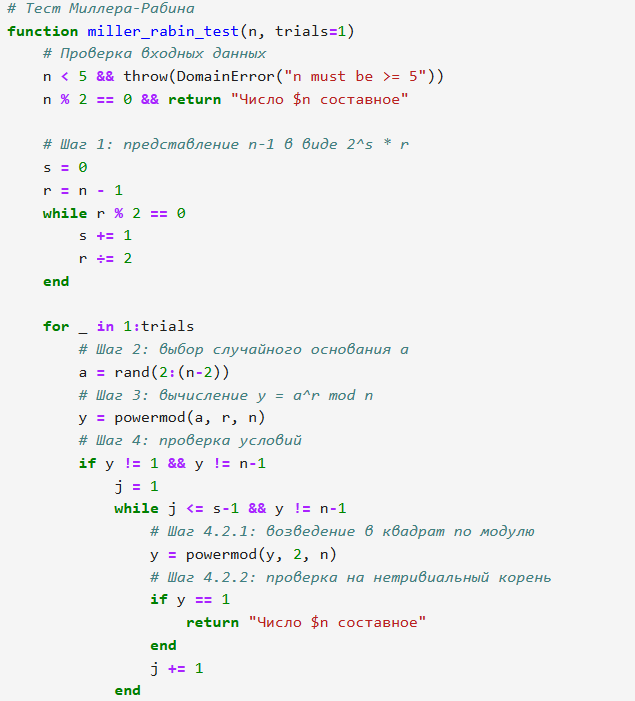 # Тест Миллера-Рабина
function miller_rabin_test(n, trials=1)
    # Проверка входных данных
    n < 5 && throw(DomainError("n must be >= 5"))
    n % 2 == 0 && return "Число $n составное"

    # Шаг 1: представление n-1 в виде 2^s * r
    s = 0
    r = n - 1
    while r % 2 == 0
        s += 1
        r ÷= 2
    end

    for _ in 1:trials
        # Шаг 2: выбор случайного основания a
        a = rand(2:(n-2))
        # Шаг 3: вычисление y = a^r mod n
        y = powermod(a, r, n)
        # Шаг 4: проверка условий
        if y != 1 && y != n-1
            j = 1
            while j <= s-1 && y != n-1
                # Шаг 4.2.1: возведение в квадрат по модулю
                y = powermod(y, 2, n)
                # Шаг 4.2.2: проверка на нетривиальный корень
                if y == 1
                    return "Число $n составное"
                end
                j += 1
            end